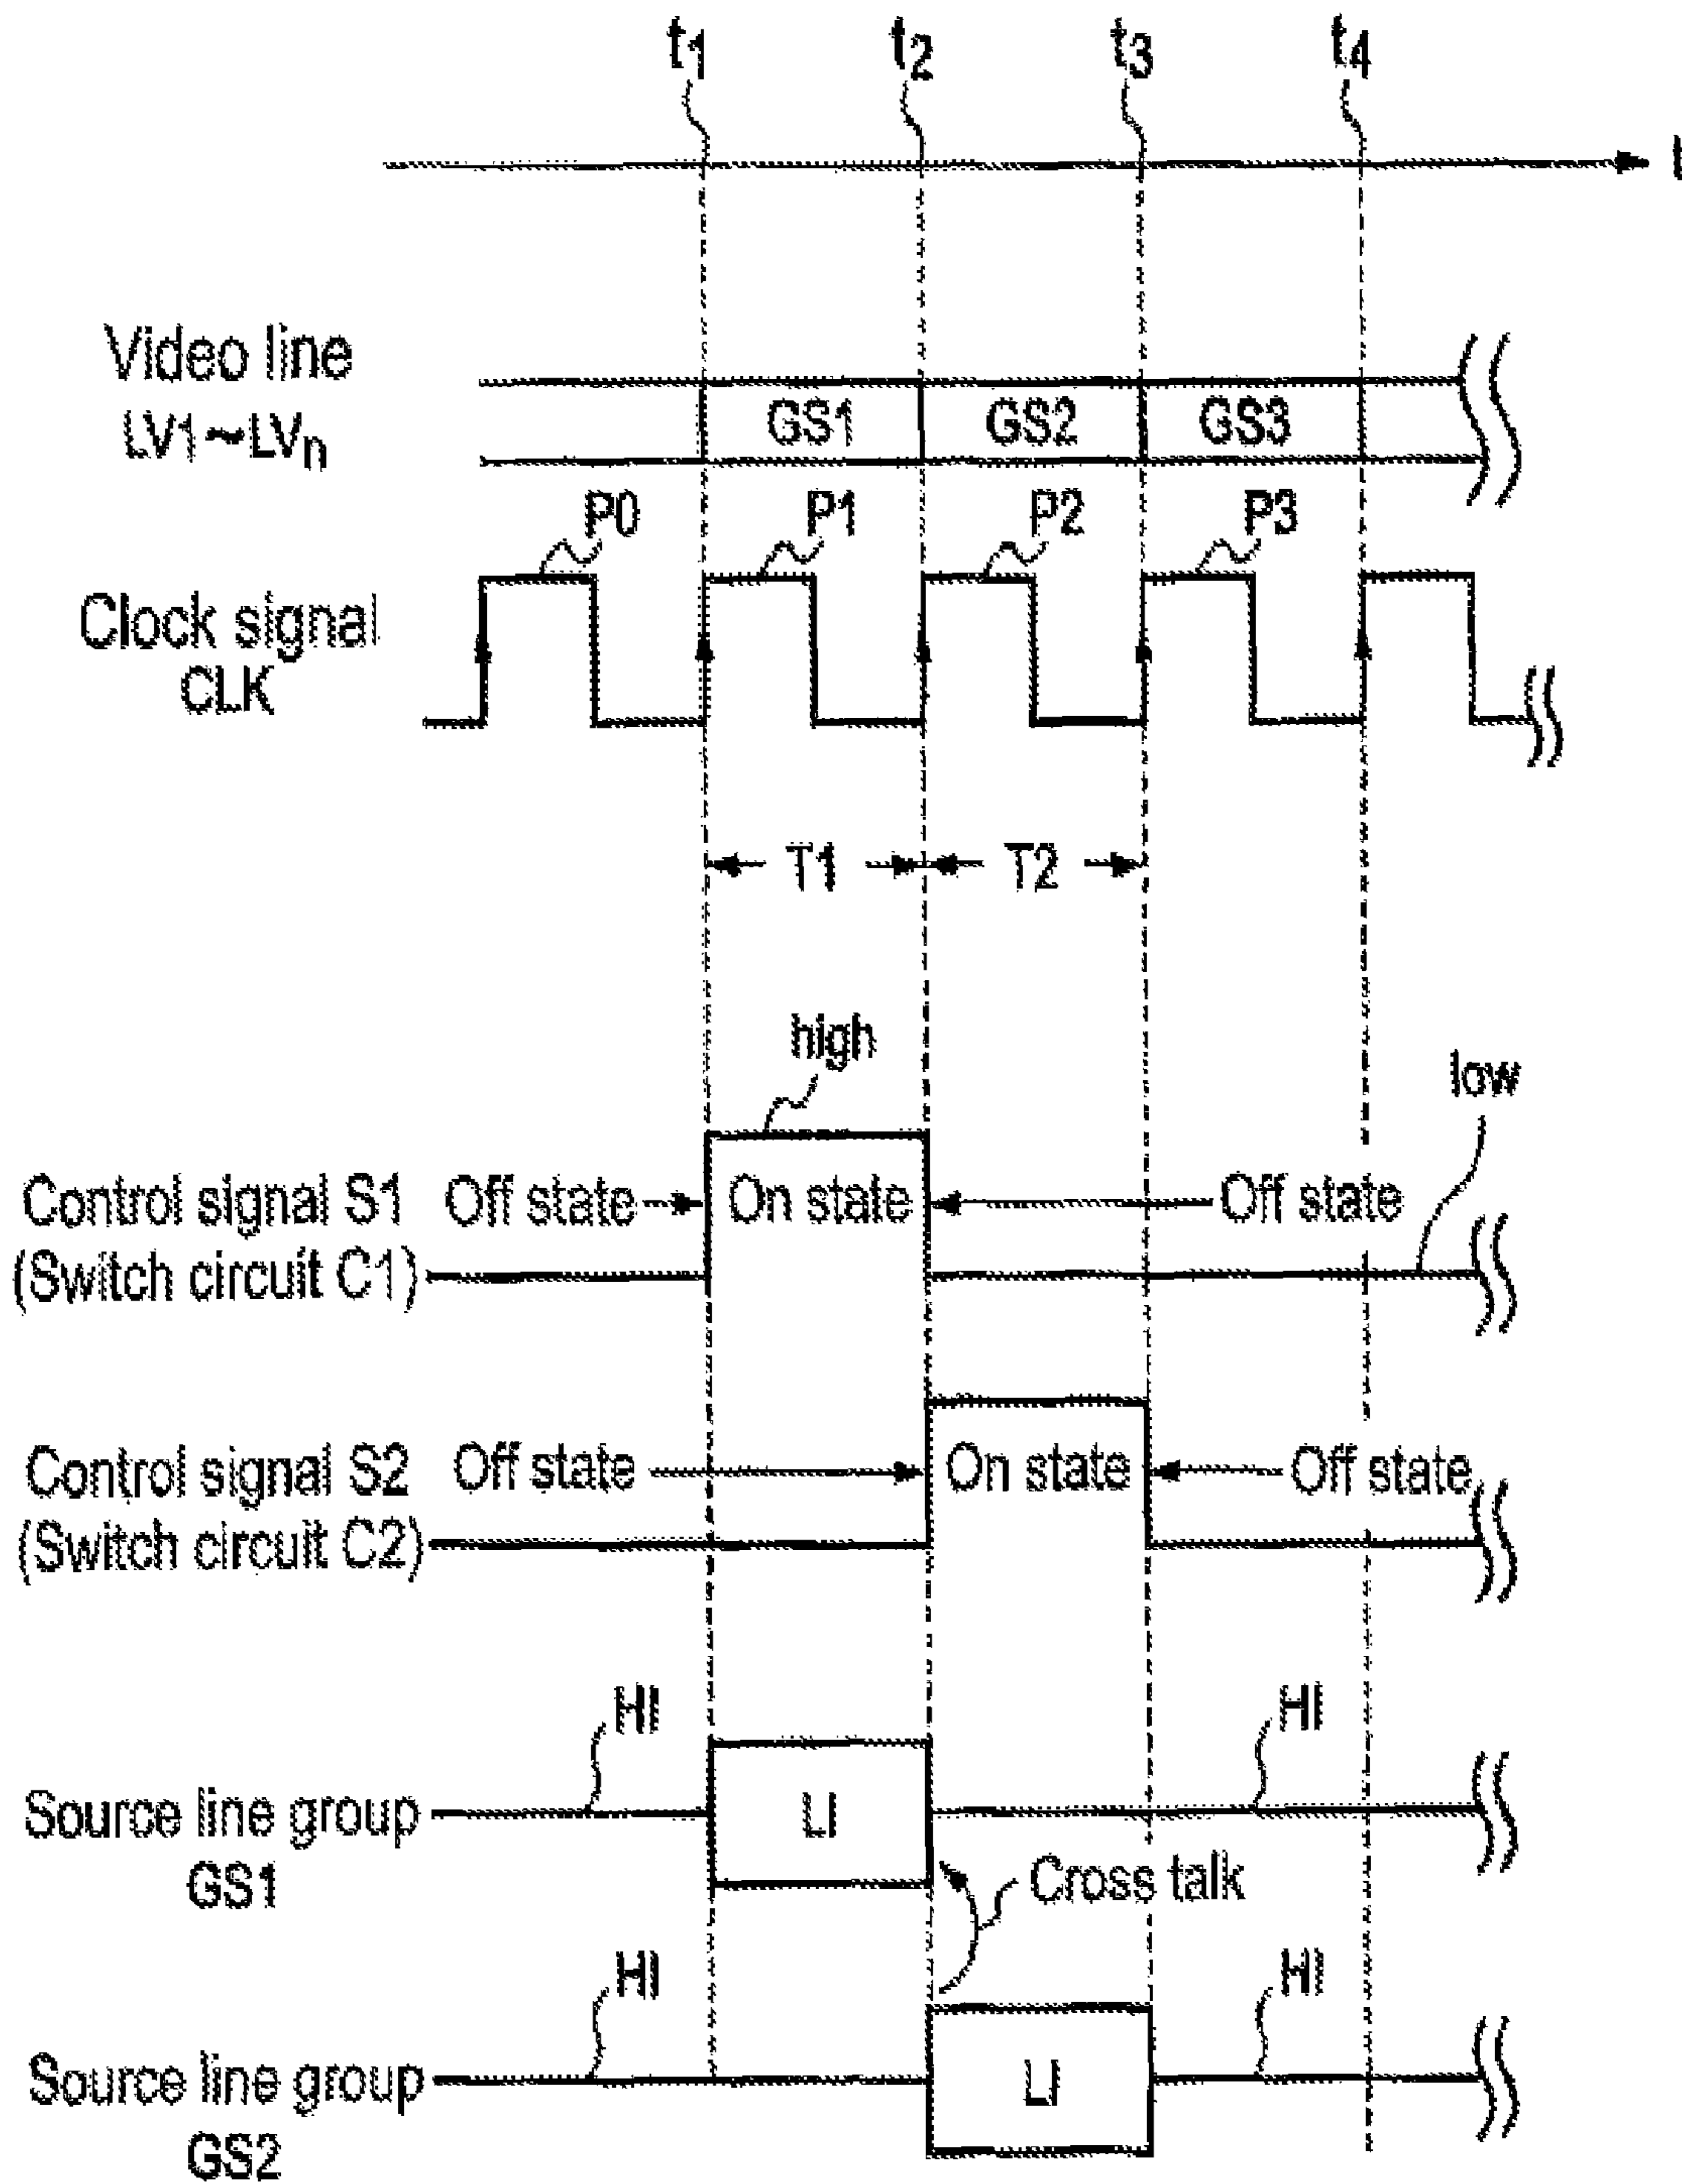 t1 t2 t3 t4
t
Video line
LV1~LVn
GS1 GS2 GS3
P0 P1 P2 P3
Clock signal
CLK
T1 T2
high
low
Control signal S1
(Switch circuit C1)
Off state On state Off state
Control signal S2
(Switch circuit C2)
Off state On state Off state
HI HI
Source line group
GS1
LI
Cross talk
HI HI
Source line group
GS2
LI